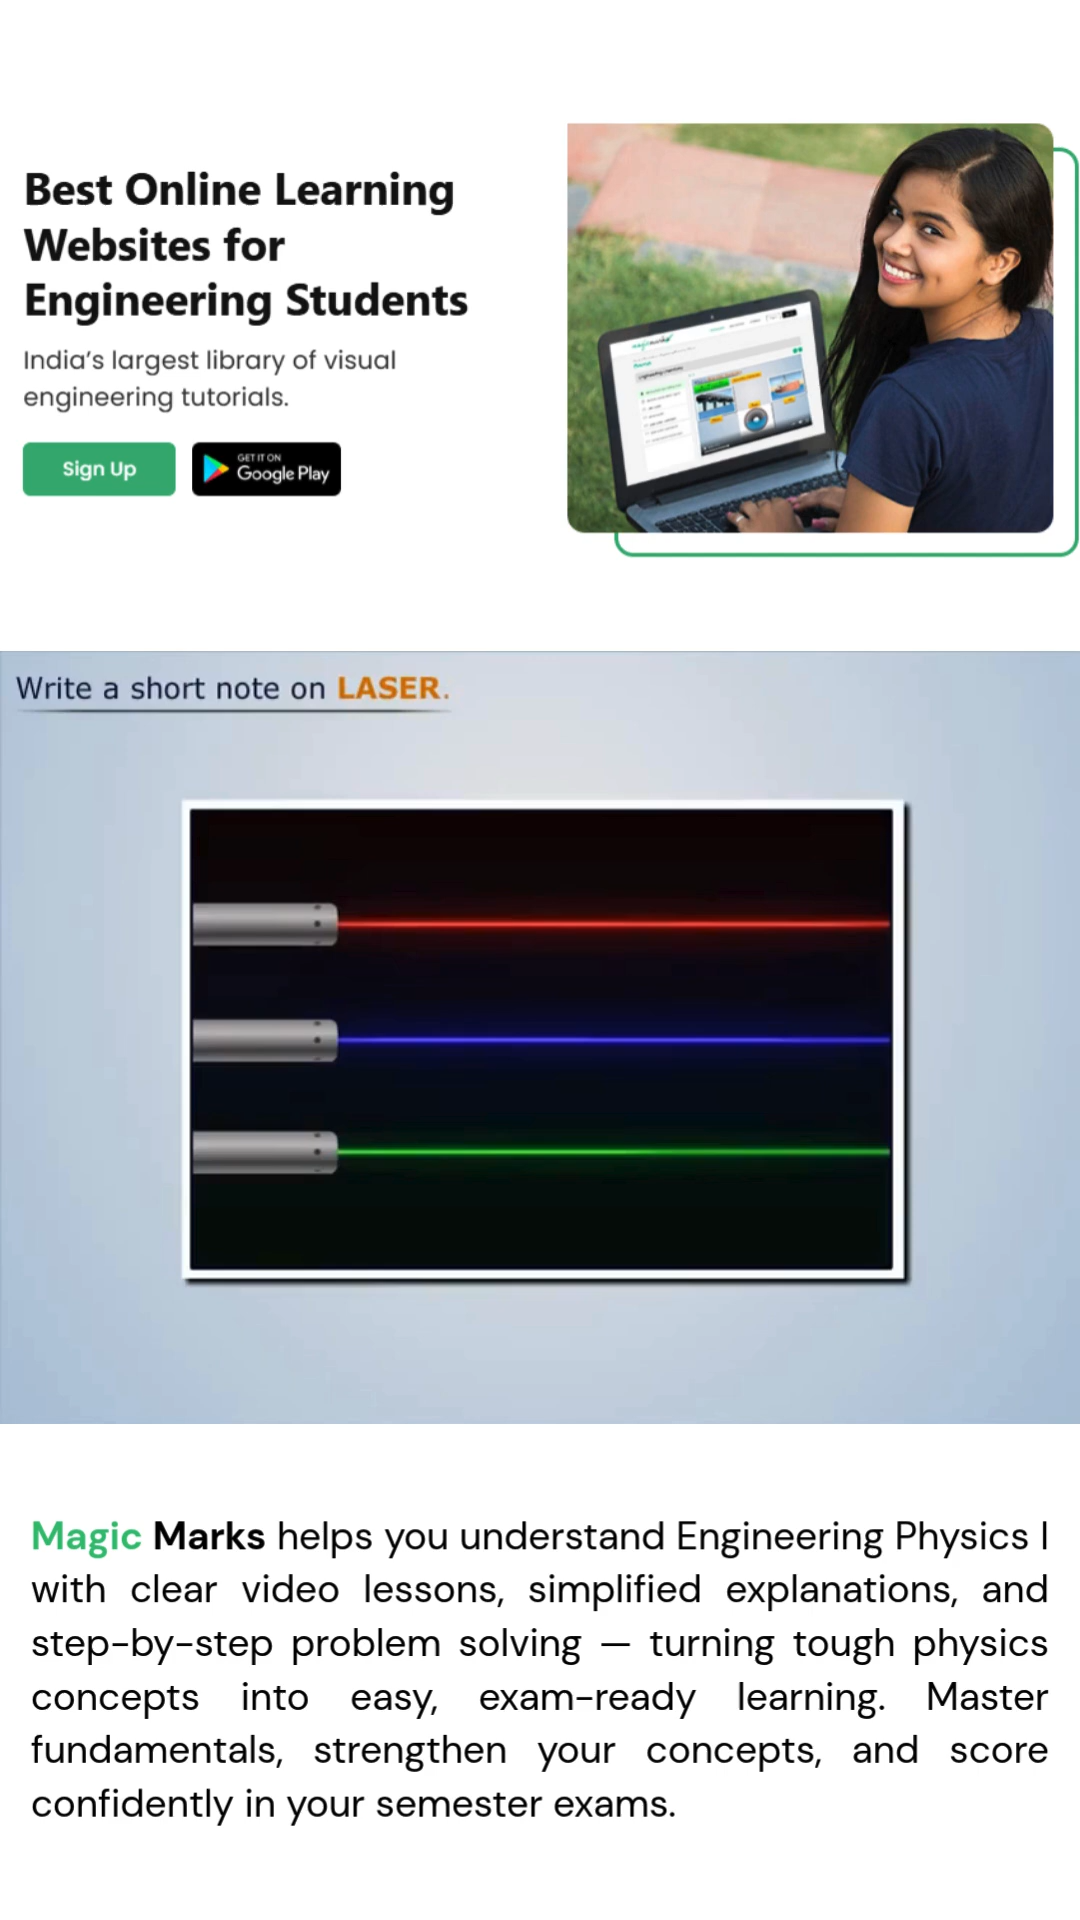 Best Online Learning
Websites for
Engineering Students
India's largest library of visual
engineering tutorials.
Sign Up
GET IT ON
Google Play
Write a short note on LASER.
Magic Marks helps you understand Engineering Physics I
with clear video lessons, simplified explanations, and
step-by-step problem solving — turning tough physics
concepts into easy, exam-ready learning. Master
fundamentals, strengthen your concepts, and score
confidently in your semester exams.